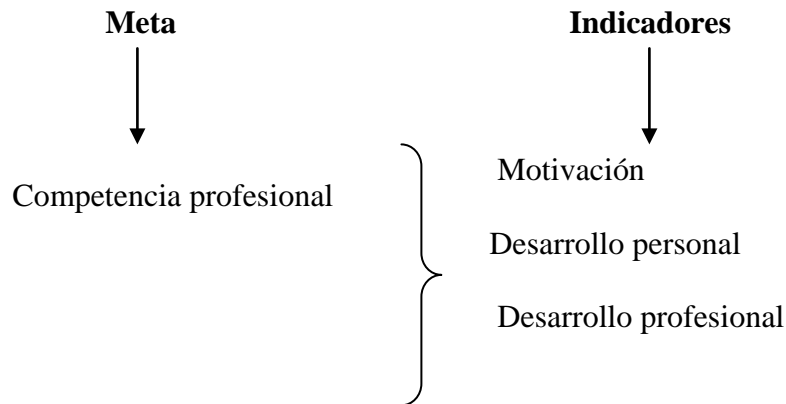 Meta
Indicadores
Competencia profesional
Motivación
Desarrollo personal
Desarrollo profesional